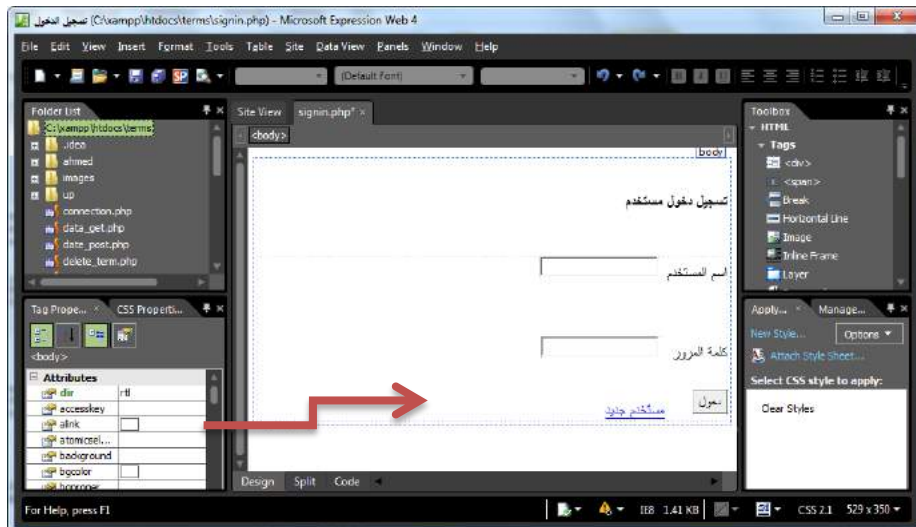 تسجيل الدخول (C:\xampp\htdocs\terms\signin.php) - Microsoft Expression Web 4
File Edit View Insert Format Tools Table Site Data View Panels Window Help
(Default Font)
Folder List
C:\xampp\htdocs\terms
.idea
ahmed
images
up
connection.php
data_get.php
date_post.php
delete_term.php
Tag Prope... CSS Properti...
<body>
Attributes
dir rtl
accesskey
alink
atomicsel...
background
bgcolor
Site View signin.php*
<body>
body
تسجيل دخول مستخدم
اسم المستخدم
كلمة المرور
دخول مستخدم جديد
Design Split Code
Toolbox
HTML
Tags
<div>
<span>
Break
Horizontal Line
Image
Inline Frame
Layer
Apply... Manage...
New Style... Options
Attach Style Sheet...
Select CSS style to apply:
Clear Styles
For Help, press F1
IE8 1.41 KB CSS 2.1 529 x 350